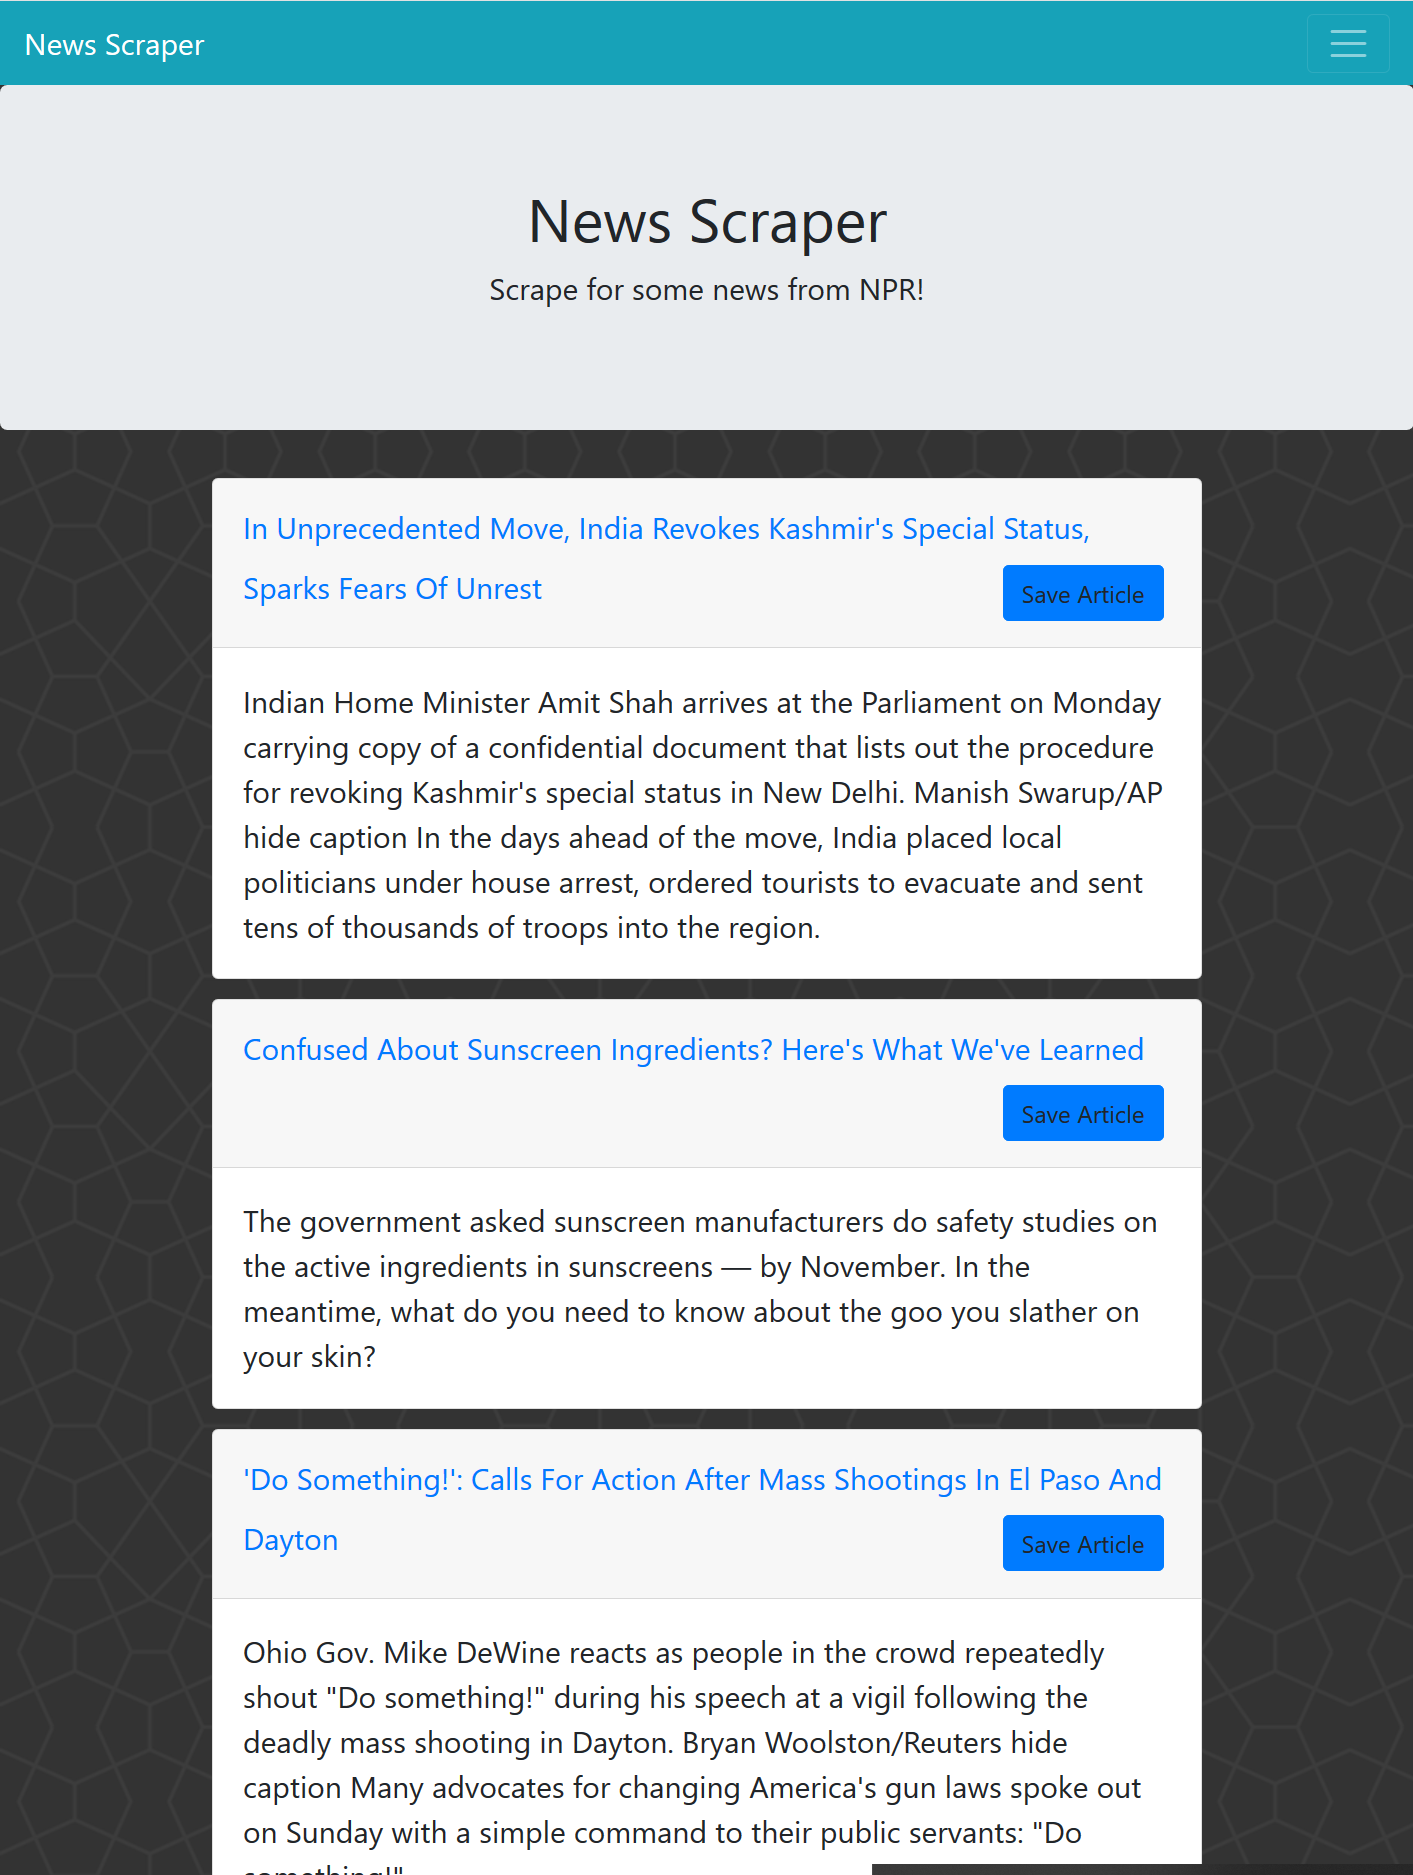 News Scraper
News Scraper
Scrape for some news from NPR!
In Unprecedented Move, India Revokes Kashmir's Special Status,
Sparks Fears Of Unrest
Save Article
Indian Home Minister Amit Shah arrives at the Parliament on Monday
carrying copy of a confidential document that lists out the procedure
for revoking Kashmir's special status in New Delhi. Manish Swarup/AP
hide caption In the days ahead of the move, India placed local
politicians under house arrest, ordered tourists to evacuate and sent
tens of thousands of troops into the region.
Confused About Sunscreen Ingredients? Here's What We've Learned
Save Article
The government asked sunscreen manufacturers do safety studies on
the active ingredients in sunscreens — by November. In the
meantime, what do you need to know about the goo you slather on
your skin?
'Do Something!': Calls For Action After Mass Shootings In El Paso And
Dayton
Save Article
Ohio Gov. Mike DeWine reacts as people in the crowd repeatedly
shout "Do something!" during his speech at a vigil following the
deadly mass shooting in Dayton. Bryan Woolston/Reuters hide
caption Many advocates for changing America's gun laws spoke out
on Sunday with a simple command to their public servants: "Do
something!"